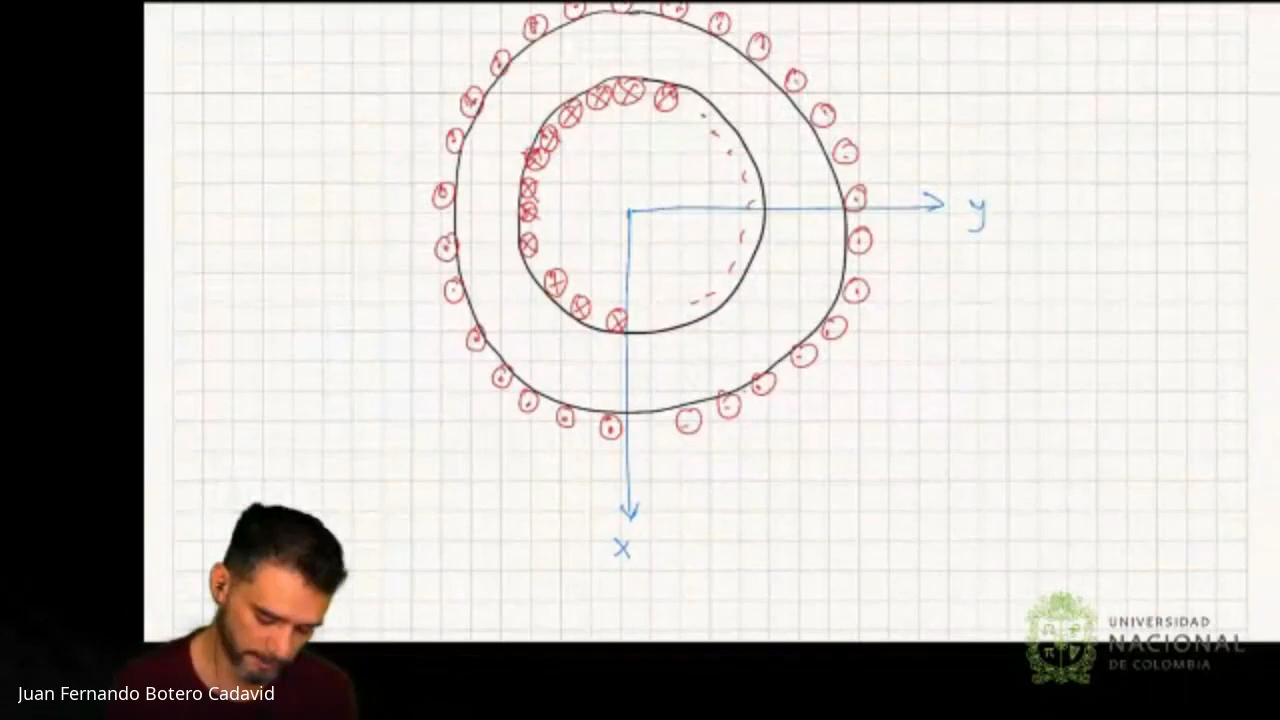 y
x
UNIVERSIDAD
NACIONAL
DE COLOMBIA
Juan Fernando Botero Cadavid